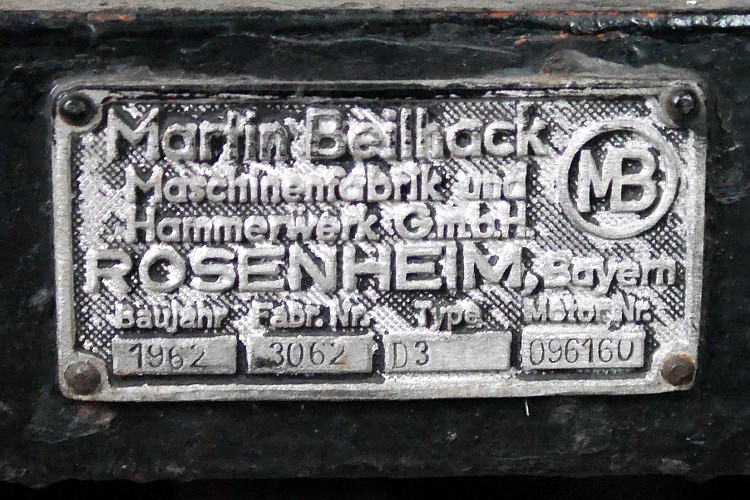 Martin Beilhack
MB
Maschinenfabrik und
Hammerwerk G.m.b.H.
ROSENHEIM, Bayern
Baujahr Fabr. Nr. Type Motor Nr.
1962 3062 D3 096160